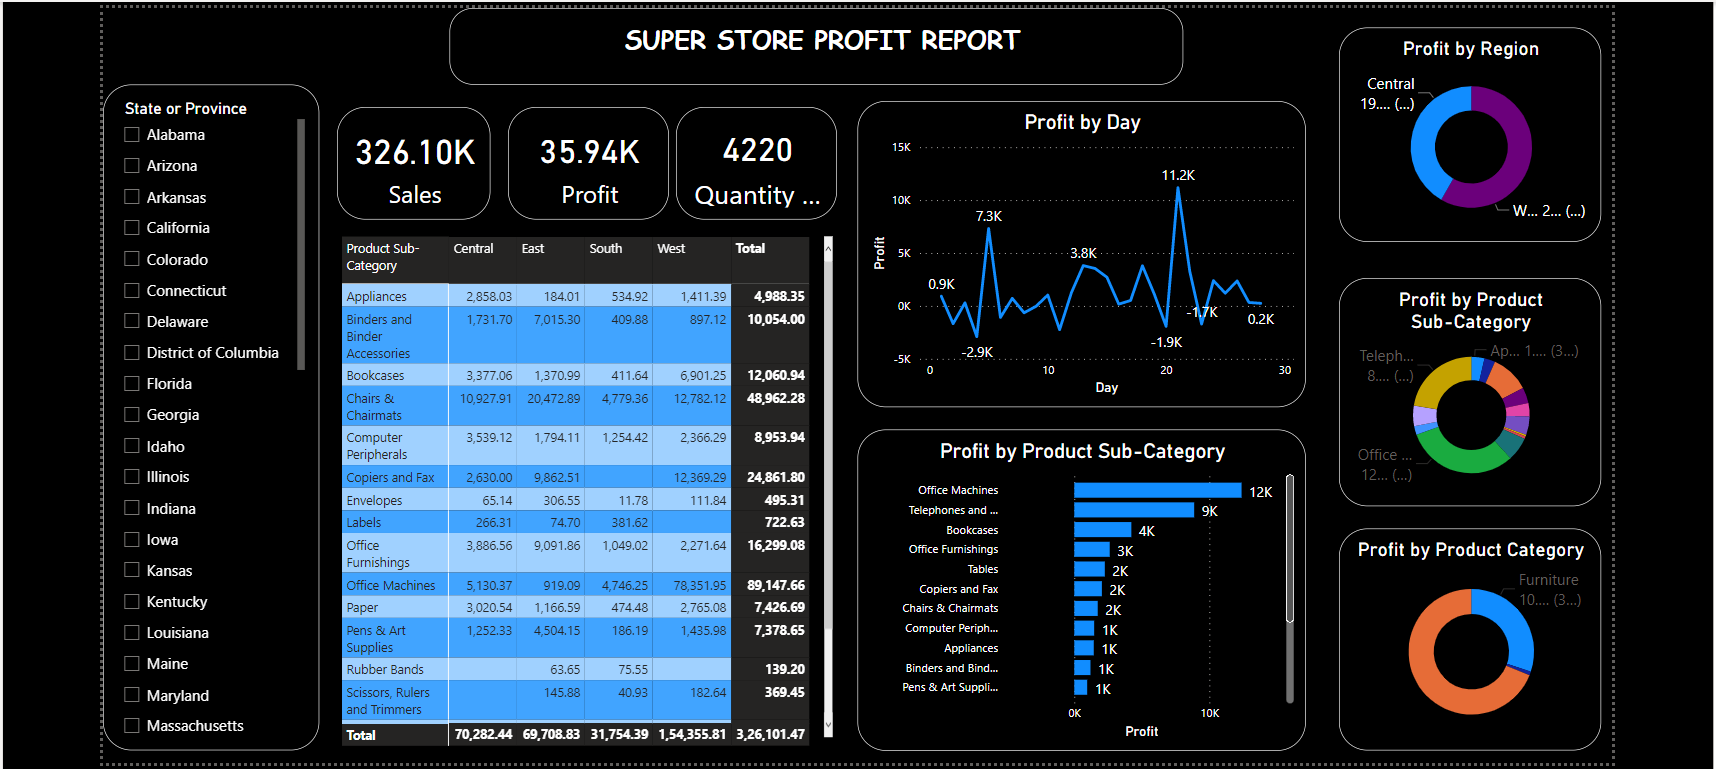 SUPER STORE PROFIT REPORT
State or Province
Alabama
Arizona
Arkansas
California
Colorado
Connecticut
Delaware
District of Columbia
Florida
Georgia
Idaho
Illinois
Indiana
Iowa
Kansas
Kentucky
Louisiana
Maine
Maryland
Massachusetts
326.10K
Sales
35.94K
Profit
4220
Quantity ...
Product Sub- Central East South West Total
Category
Appliances 2,858.03 184.01 534.92 1,411.39 4,988.35
Binders and 1,731.70 7,015.30 409.88 897.12 10,054.00
Binder
Accessories
Bookcases 3,377.06 1,370.99 411.64 6,901.25 12,060.94
Chairs & 10,927.91 20,472.89 4,779.36 12,782.12 48,962.28
Chairmats
Computer 3,539.12 1,794.11 1,254.42 2,366.29 8,953.94
Peripherals
Copiers and Fax 2,630.00 9,862.51 12,369.29 24,861.80
Envelopes 65.14 306.55 11.78 111.84 495.31
Labels 266.31 74.70 381.62 722.63
Office 3,886.56 9,091.86 1,049.02 2,271.64 16,299.08
Furnishings
Office Machines 5,130.37 919.09 4,746.25 78,351.95 89,147.66
Paper 3,020.54 1,166.59 474.48 2,765.08 7,426.69
Pens & Art 1,252.33 4,504.15 186.19 1,435.98 7,378.65
Supplies
Rubber Bands 63.65 75.55 139.20
Scissors, Rulers 145.88 40.93 182.64 369.45
and Trimmers
Total 70,282.44 69,708.83 31,754.39 1,54,355.81 3,26,101.47
Profit by Day
15K
10K
5K
0K
-5K
Profit
0.9K
-2.9K
7.3K
3.8K
-1.9K
11.2K
-1.7K
0.2K
0 10 20 30
Day
Profit by Product Sub-Category
Office Machines 12K
Telephones and ... 9K
Bookcases 4K
Office Furnishings 3K
Tables 2K
Copiers and Fax 2K
Chairs & Chairmats 2K
Computer Periph... 1K
Appliances 1K
Binders and Bind... 1K
Pens & Art Suppli... 1K
0K 10K
Profit
Profit by Region
Central
19.... (...)
W... 2... (...)
Profit by Product
Sub-Category
Teleph...
8.... (...)
Ap... 1.... (3...)
Office ...
12... (...)
Profit by Product Category
Furniture
10.... (3...)